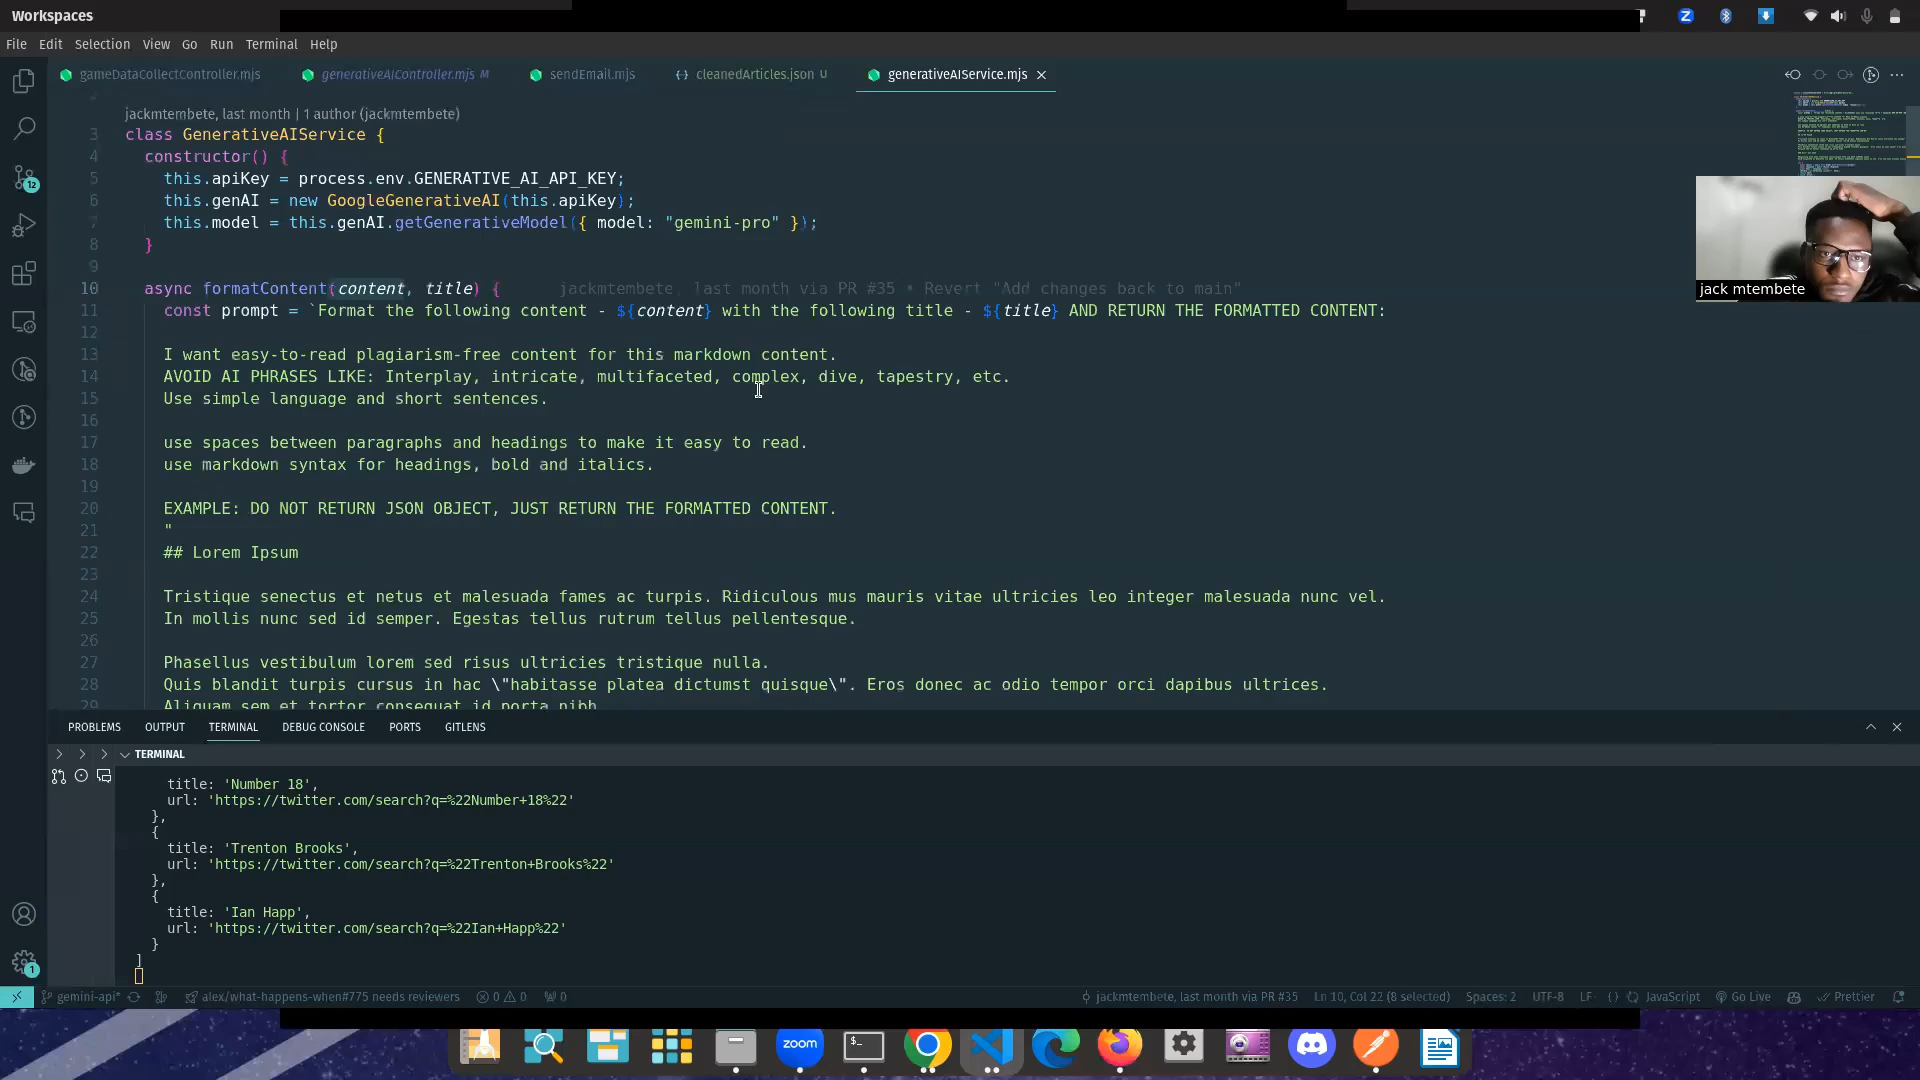 Workspaces
File Edit Selection View Go Run Terminal Help
gameDataCollectController.mjs generativeAIController.mjs M sendEmail.mjs {} cleanedArticles.json U generativeAIService.mjs
jackmtembete, last month | 1 author (jackmtembete)
3 class GenerativeAIService {
4 constructor() {
5 this.apiKey = process.env.GENERATIVE_AI_API_KEY;
6 this.genAI = new GoogleGenerativeAI(this.apiKey);
7 this.model = this.genAI.getGenerativeModel({ model: "gemini-pro" });
8 }
9
10 async formatContent(content, title) { jackmtembete, last month via PR #35 • Revert "Add changes back to main"
11 const prompt = `Format the following content - ${content} with the following title - ${title} AND RETURN THE FORMATTED CONTENT:
12
13 I want easy-to-read plagiarism-free content for this markdown content.
14 AVOID AI PHRASES LIKE: Interplay, intricate, multifaceted, complex, dive, tapestry, etc.
15 Use simple language and short sentences.
16
17 use spaces between paragraphs and headings to make it easy to read.
18 use markdown syntax for headings, bold and italics.
19
20 EXAMPLE: DO NOT RETURN JSON OBJECT, JUST RETURN THE FORMATTED CONTENT.
21 "
22 ## Lorem Ipsum
23
24 Tristique senectus et netus et malesuada fames ac turpis. Ridiculous mus mauris vitae ultricies leo integer malesuada nunc vel.
25 In mollis nunc sed id semper. Egestas tellus rutrum tellus pellentesque.
26
27 Phasellus vestibulum lorem sed risus ultricies tristique nulla.
28 Quis blandit turpis cursus in hac \"habitasse platea dictumst quisque\". Eros donec ac odio tempor orci dapibus ultrices.
29 Aliquam sem et tortor consequat id porta nibh
jack mtembete
PROBLEMS OUTPUT TERMINAL DEBUG CONSOLE PORTS GITLENS
TERMINAL
title: 'Number 18',
url: 'https://twitter.com/search?q=%22Number+18%22'
},
{
title: 'Trenton Brooks',
url: 'https://twitter.com/search?q=%22Trenton+Brooks%22'
},
{
title: 'Ian Happ',
url: 'https://twitter.com/search?q=%22Ian+Happ%22'
}
]
12
1
gemini-api* alex/what-happens-when#775 needs reviewers 0 0 0 jackmtembete, last month via PR #35 Ln 10, Col 22 (8 selected) Spaces: 2 UTF-8 LF {} JavaScript Go Live Prettier
zoom